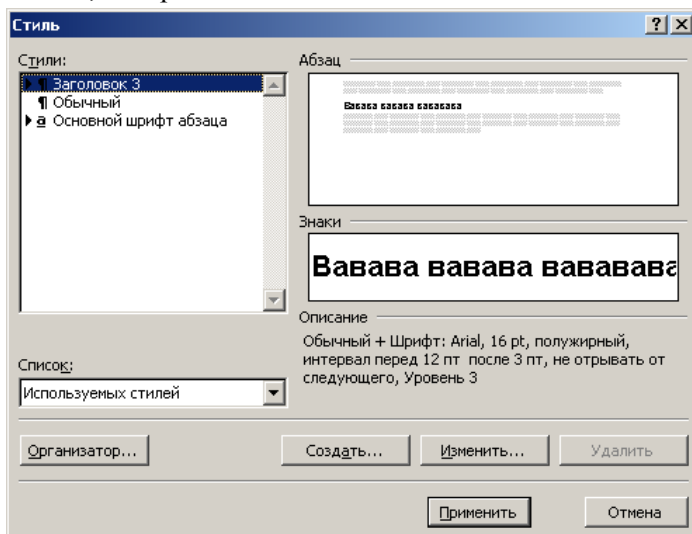 Стиль
Стили:
Заголовок 3
Обычный
a Основной шрифт абзаца
Список:
Используемых стилей
Абзац
Вавава вавава вававава
Знаки
Вавава вавава вававава
Описание
Обычный + Шрифт: Arial, 16 pt, полужирный,
интервал перед 12 пт после 3 пт, не отрывать от
следующего, Уровень 3
Организатор... Создать... Изменить... Удалить
Применить Отмена